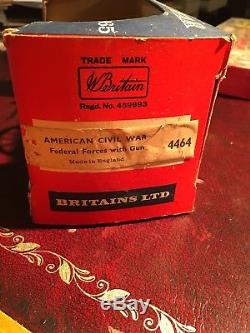 TRADE MARK
W. Britain
Regd. No. 459993
AMERICAN CIVIL WAR
Federal Forces with Gun
4464
Made in England
BRITAINS LTD
ebay